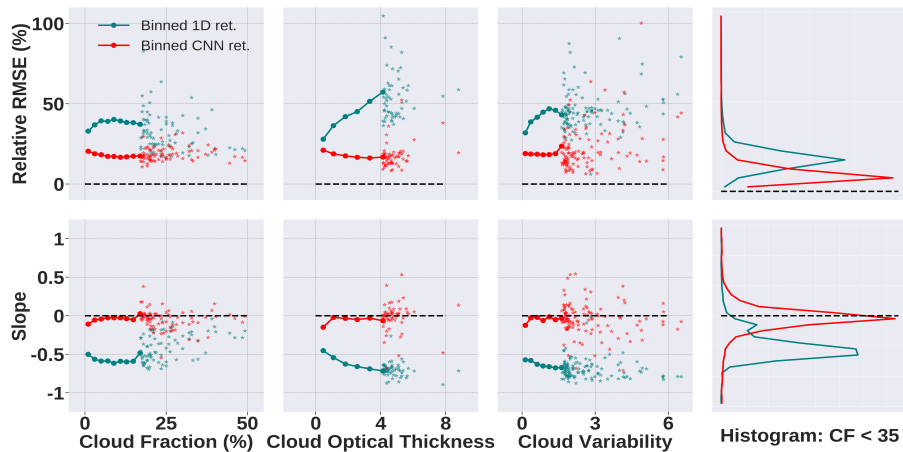 Relative RMSE (%)
100
50
0
Binned 1D ret.
Binned CNN ret.
Slope
1
0.5
0
-0.5
-1
0 25 50
0 4 8
0 3 6
Cloud Fraction (%)
Cloud Optical Thickness
Cloud Variability
Histogram: CF < 35